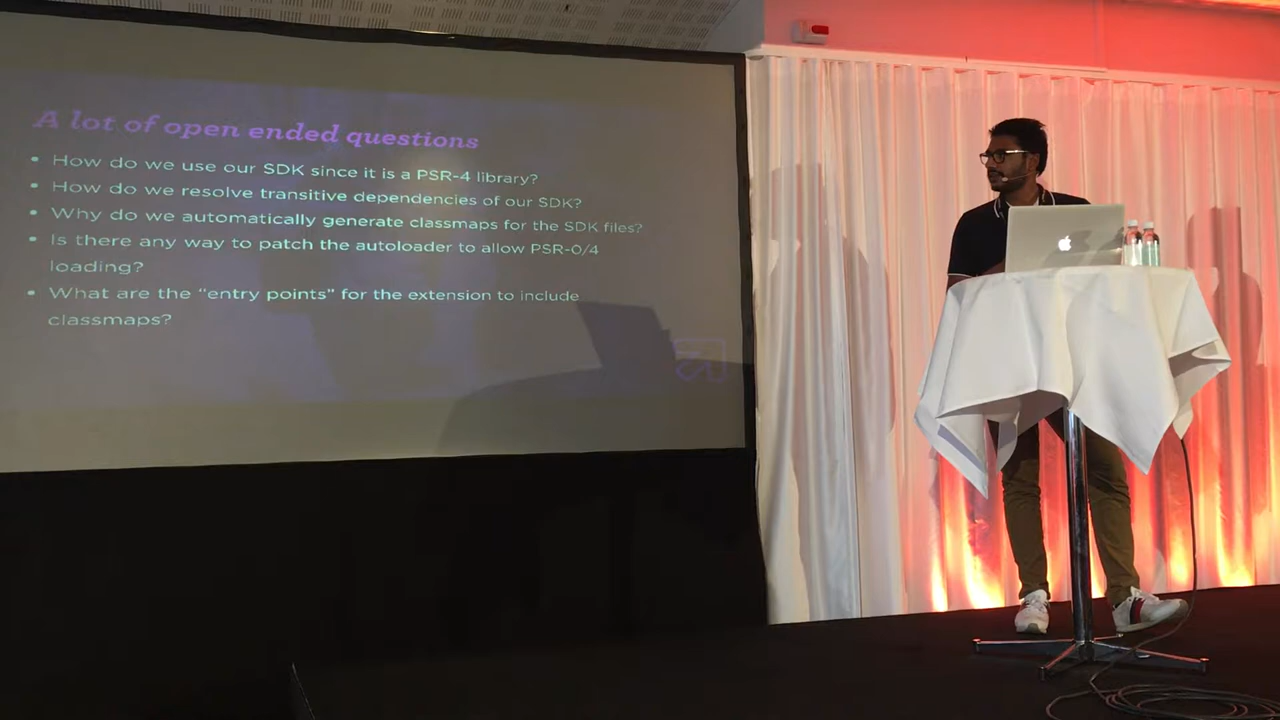 A lot of open ended questions
• How do we use our SDK since it is a PSR-4 library?
• How do we resolve transitive dependencies of our SDK?
• Why do we automatically generate classmaps for the SDK files?
• Is there any way to patch the autoloader to allow PSR-0/4
loading?
• What are the “entry points” for the extension to include
classmaps?